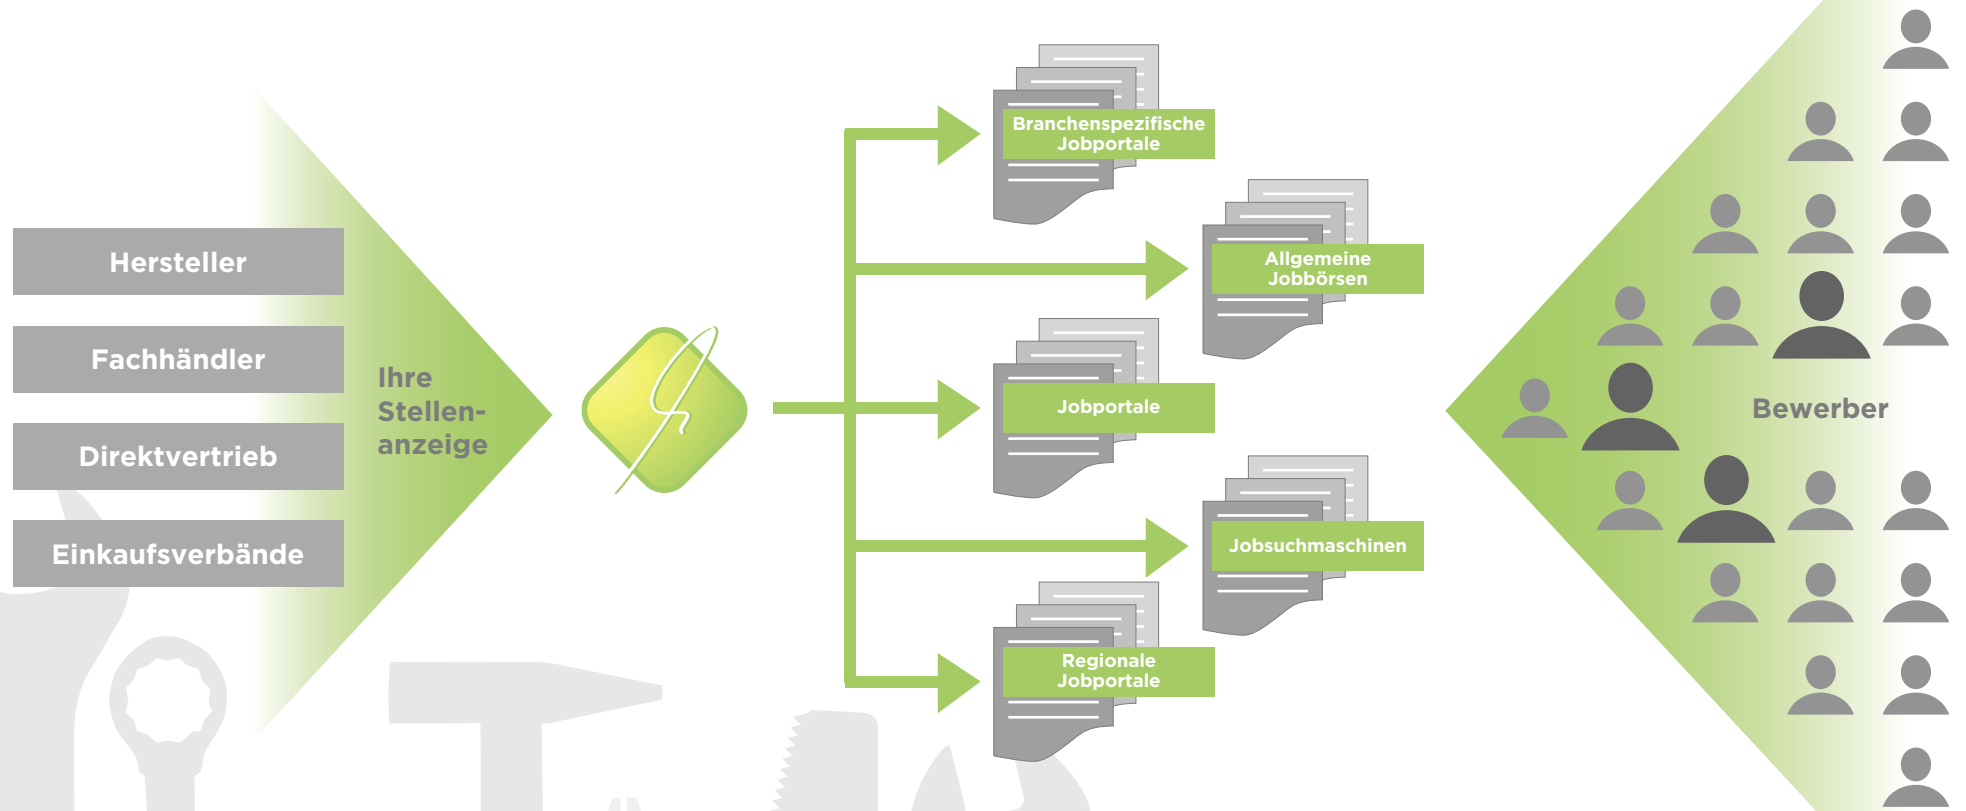 Hersteller
Fachhändler
Direktvertrieb
Einkaufsverbände
Ihre
Stellen-
anzeige
Branchenspezifische
Jobportale
Allgemeine
Jobbörsen
Jobportale
Jobsuchmaschinen
Regionale
Jobportale
Bewerber